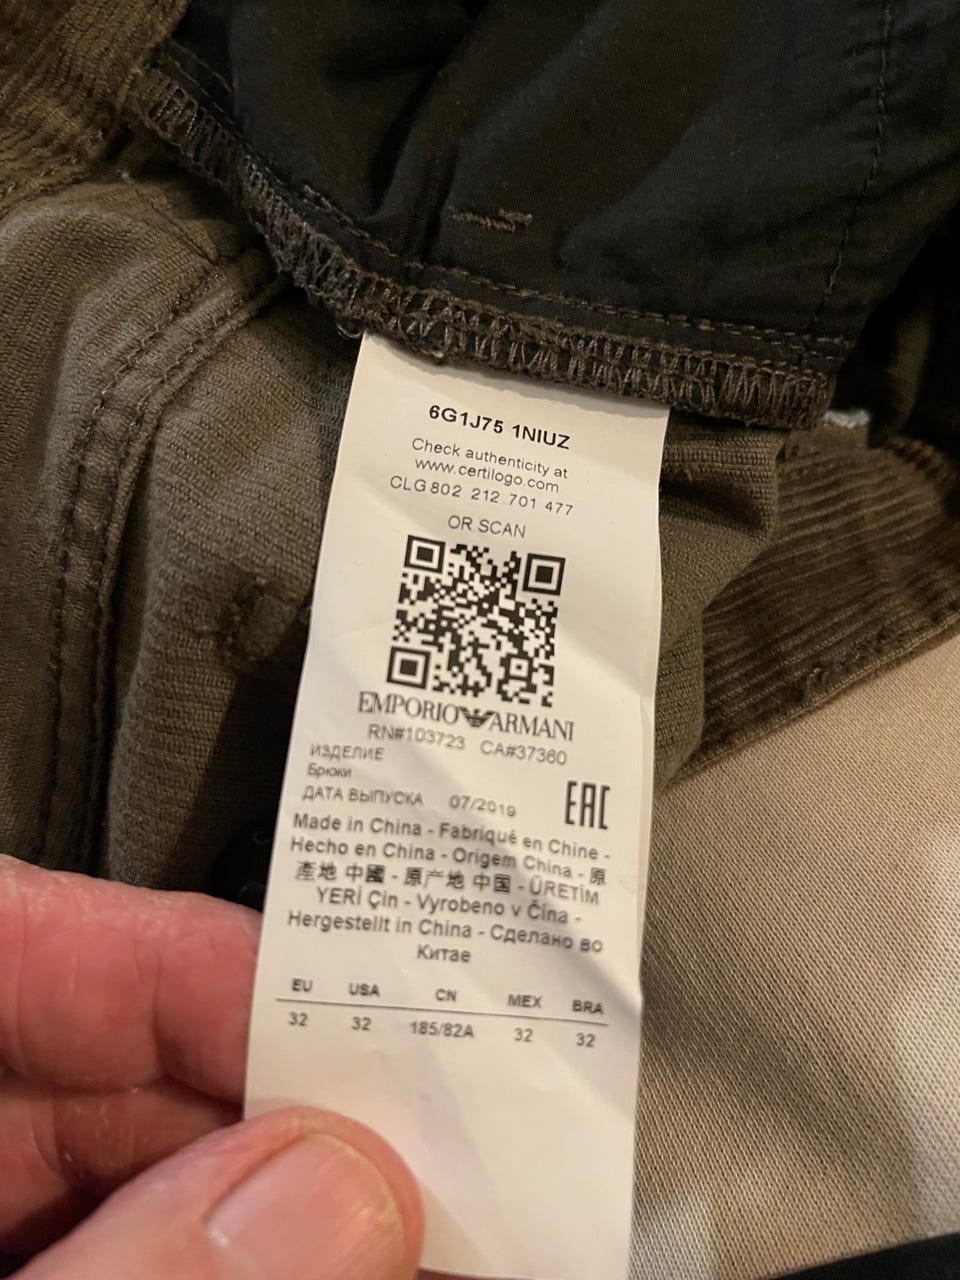 6G1J75 1NIUZ
Check authenticity at
www.certilogo.com
CLG 802 212 701 477
OR SCAN
EMPORIO ARMANI
RN#103723 CA#37360
ИЗДЕЛИЕ
Брюки
ДАТА ВЫПУСКА 07/2019
EAC
Made in China - Fabriqué en Chine -
Hecho en China - Origem China - 原
產地 中國 - 原产地 中国 - ÜRETİM
YERİ Çin - Vyrobeno v Čína -
Hergestellt in China - Сделано во
Китае
EU USA CN MEX BRA
32 32 185/82A 32 32